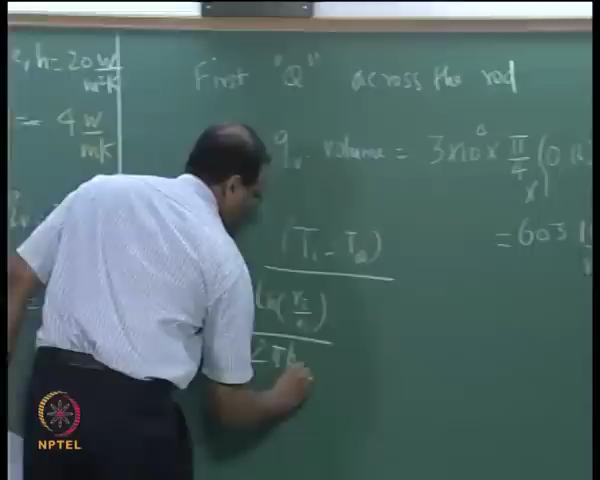 e, h = 20 W/m²K
= 4 W/mK
First "Q" across the rod
q_v. volume = 3 × 10⁶ × π/4 × (0.
= 603
(T₁ - T∞)
ln(r₂/r₁)
2πk
NPTEL